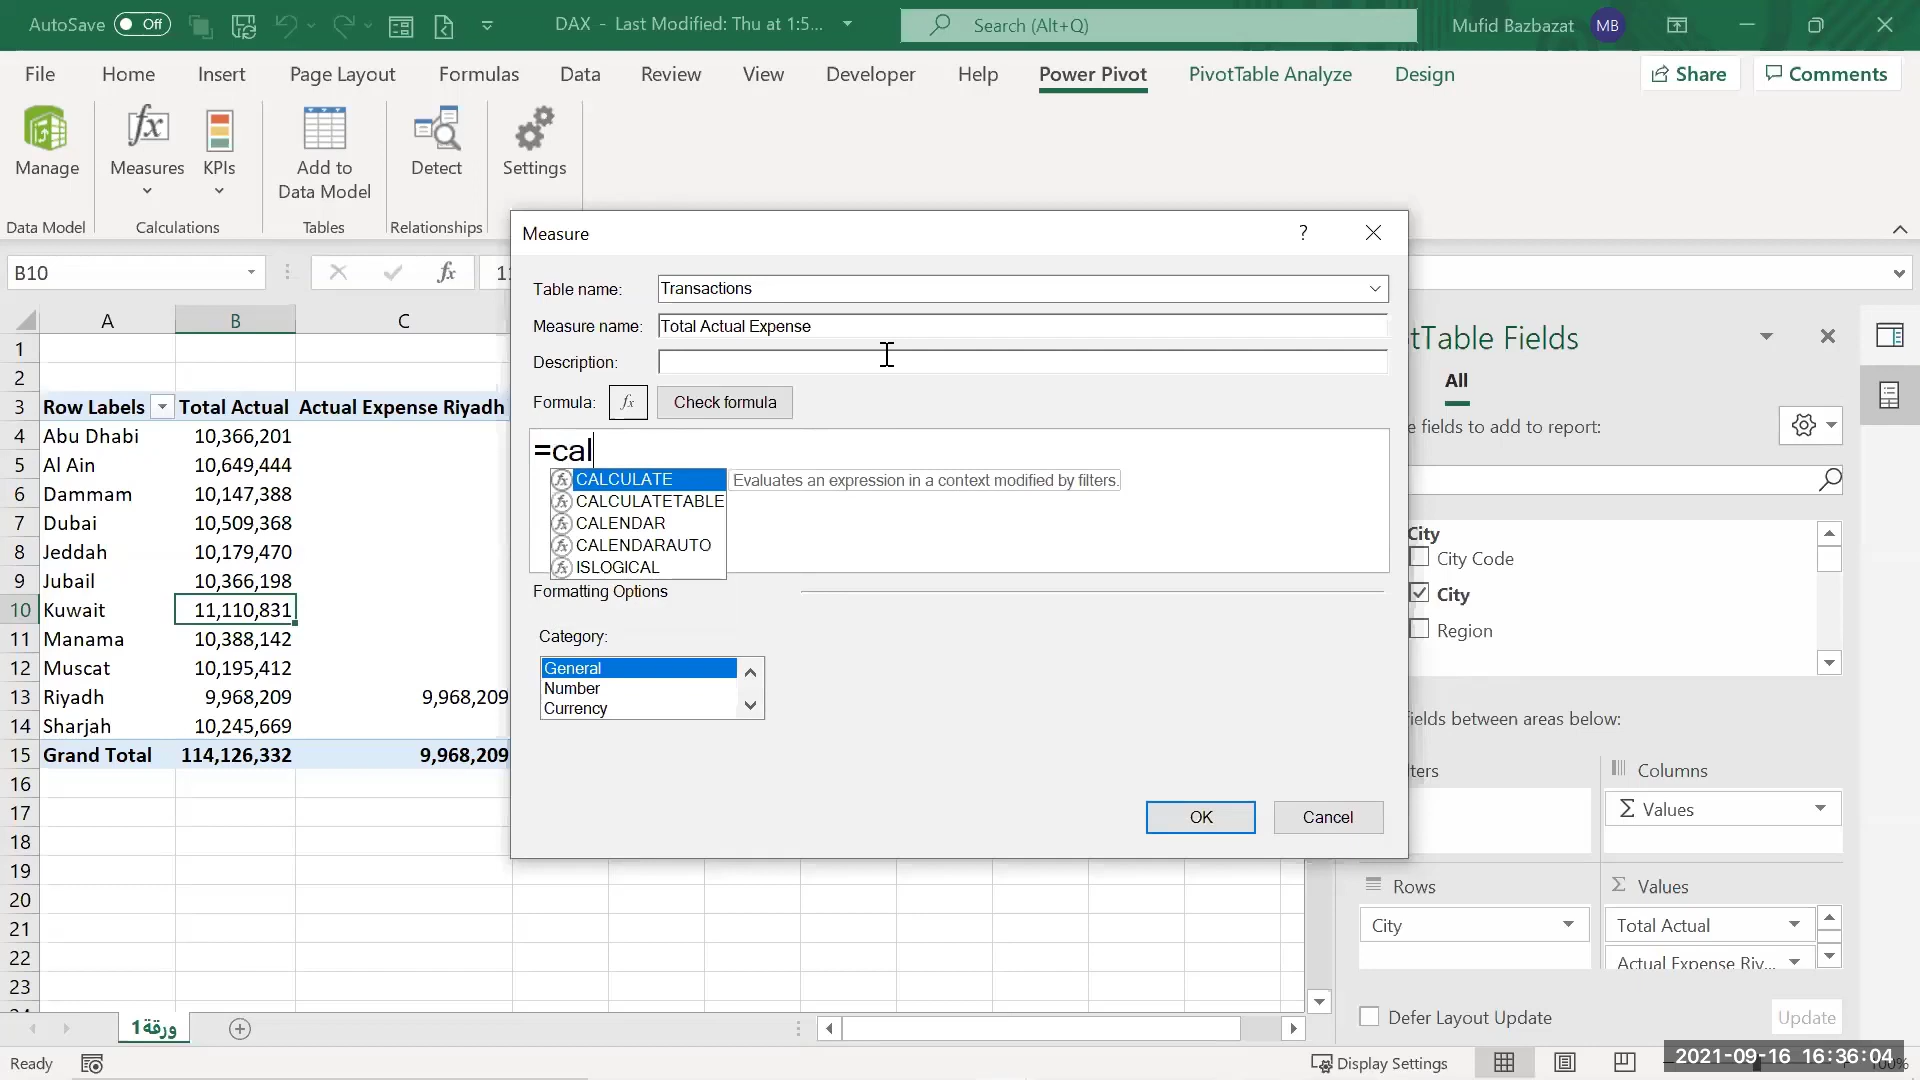 AutoSave Off DAX - Last Modified: Thu at 1:5... Search (Alt+Q) Mufid Bazbazat MB
File Home Insert Page Layout Formulas Data Review View Developer Help Power Pivot PivotTable Analyze Design Share Comments
Manage Measures KPIs Add to Data Model Detect Settings
Data Model Calculations Tables Relationships
B10 fx
Measure ?
Table name: Transactions
Measure name: Total Actual Expense
Description:
Formula: fx Check formula
=cal
CALCULATE Evaluates an expression in a context modified by filters.
CALCULATETABLE
CALENDAR
CALENDARAUTO
ISLOGICAL
Formatting Options
Category:
General
Number
Currency
OK Cancel
A B C
1
2
3 Row Labels Total Actual Actual Expense Riyadh
4 Abu Dhabi 10,366,201
5 Al Ain 10,649,444
6 Dammam 10,147,388
7 Dubai 10,509,368
8 Jeddah 10,179,470
9 Jubail 10,366,198
10 Kuwait 11,110,831
11 Manama 10,388,142
12 Muscat 10,195,412
13 Riyadh 9,968,209 9,968,209
14 Sharjah 10,245,669
15 Grand Total 114,126,332 9,968,209
16
17
18
19
20
21
22
23
tTable Fields
All
e fields to add to report:
City
City Code
City
Region
ields between areas below:
ters Columns
Σ Values
Rows Σ Values
City Total Actual
Actual Expense Riy...
Defer Layout Update Update
ورقة1
Ready Display Settings
2021-09-16 16:36:04